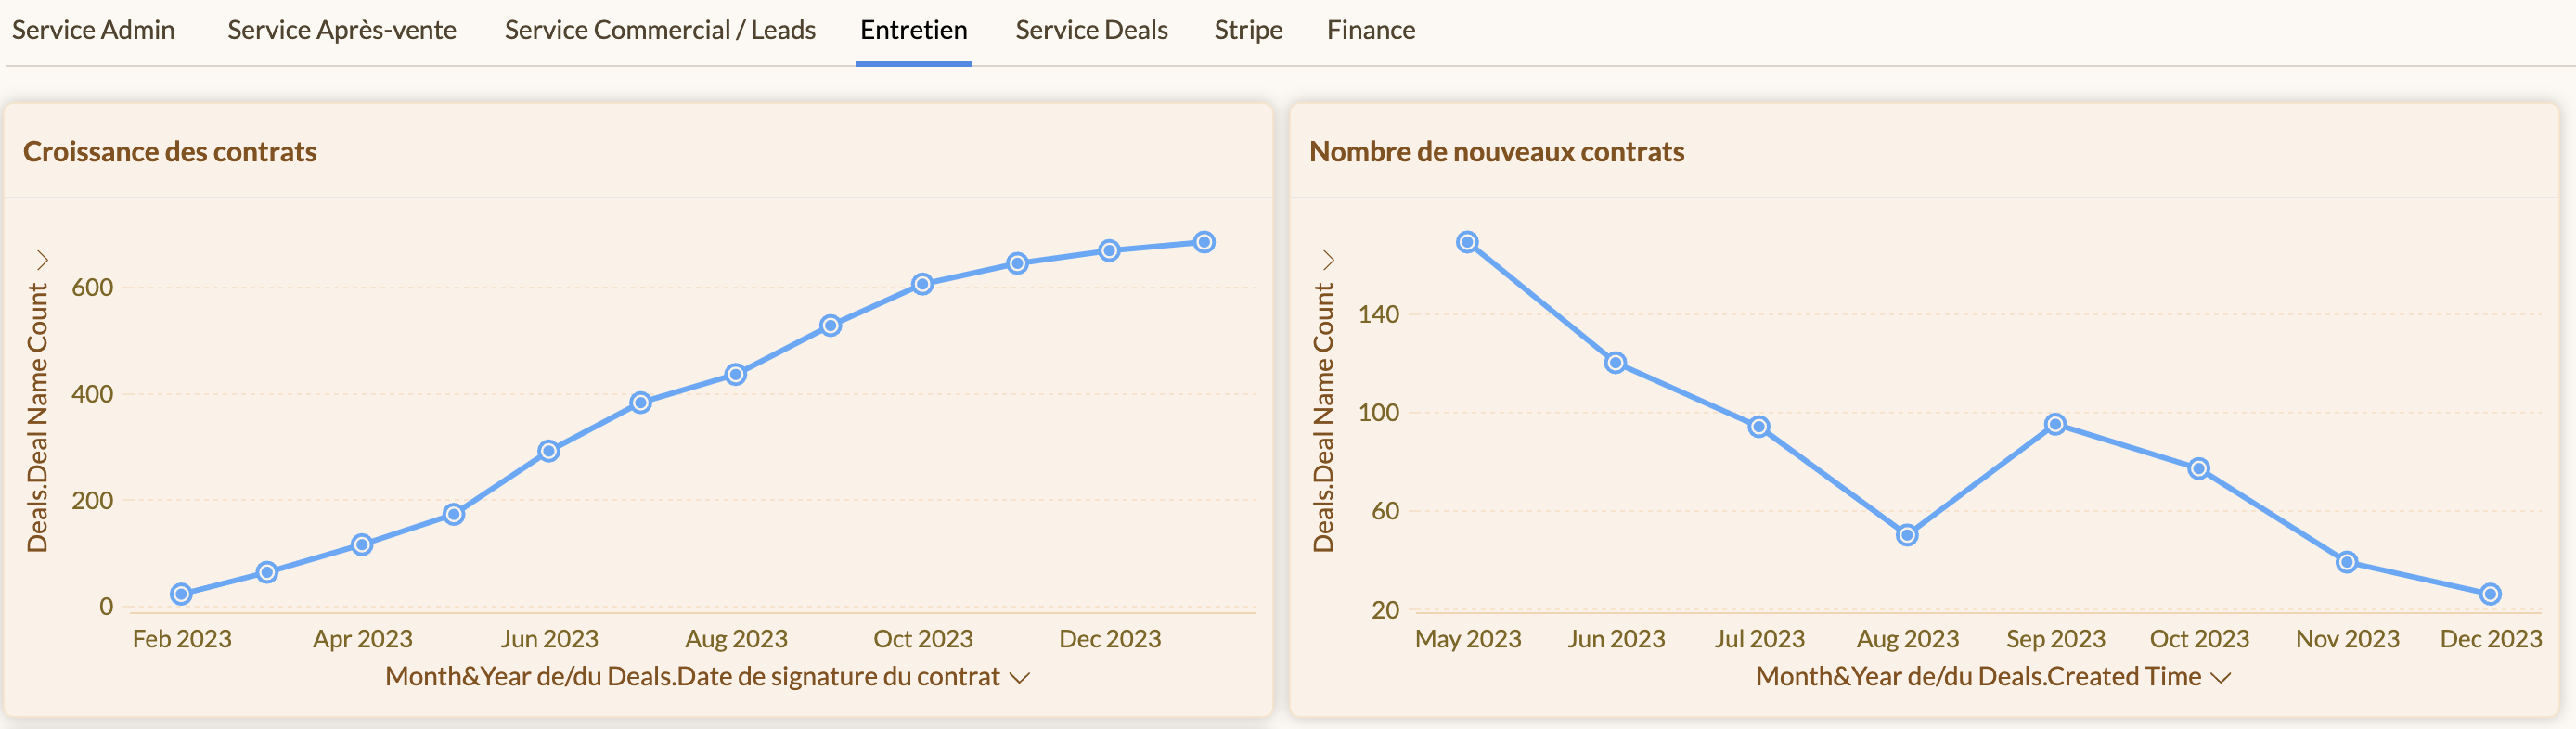 Service Admin Service Après-vente Service Commercial / Leads Entretien Service Deals Stripe Finance
Croissance des contrats
Deals.Deal Name Count
600
400
200
0
Feb 2023 Apr 2023 Jun 2023 Aug 2023 Oct 2023 Dec 2023
Month&Year de/du Deals.Date de signature du contrat
Nombre de nouveaux contrats
Deals.Deal Name Count
140
100
60
20
May 2023 Jun 2023 Jul 2023 Aug 2023 Sep 2023 Oct 2023 Nov 2023 Dec 2023
Month&Year de/du Deals.Created Time